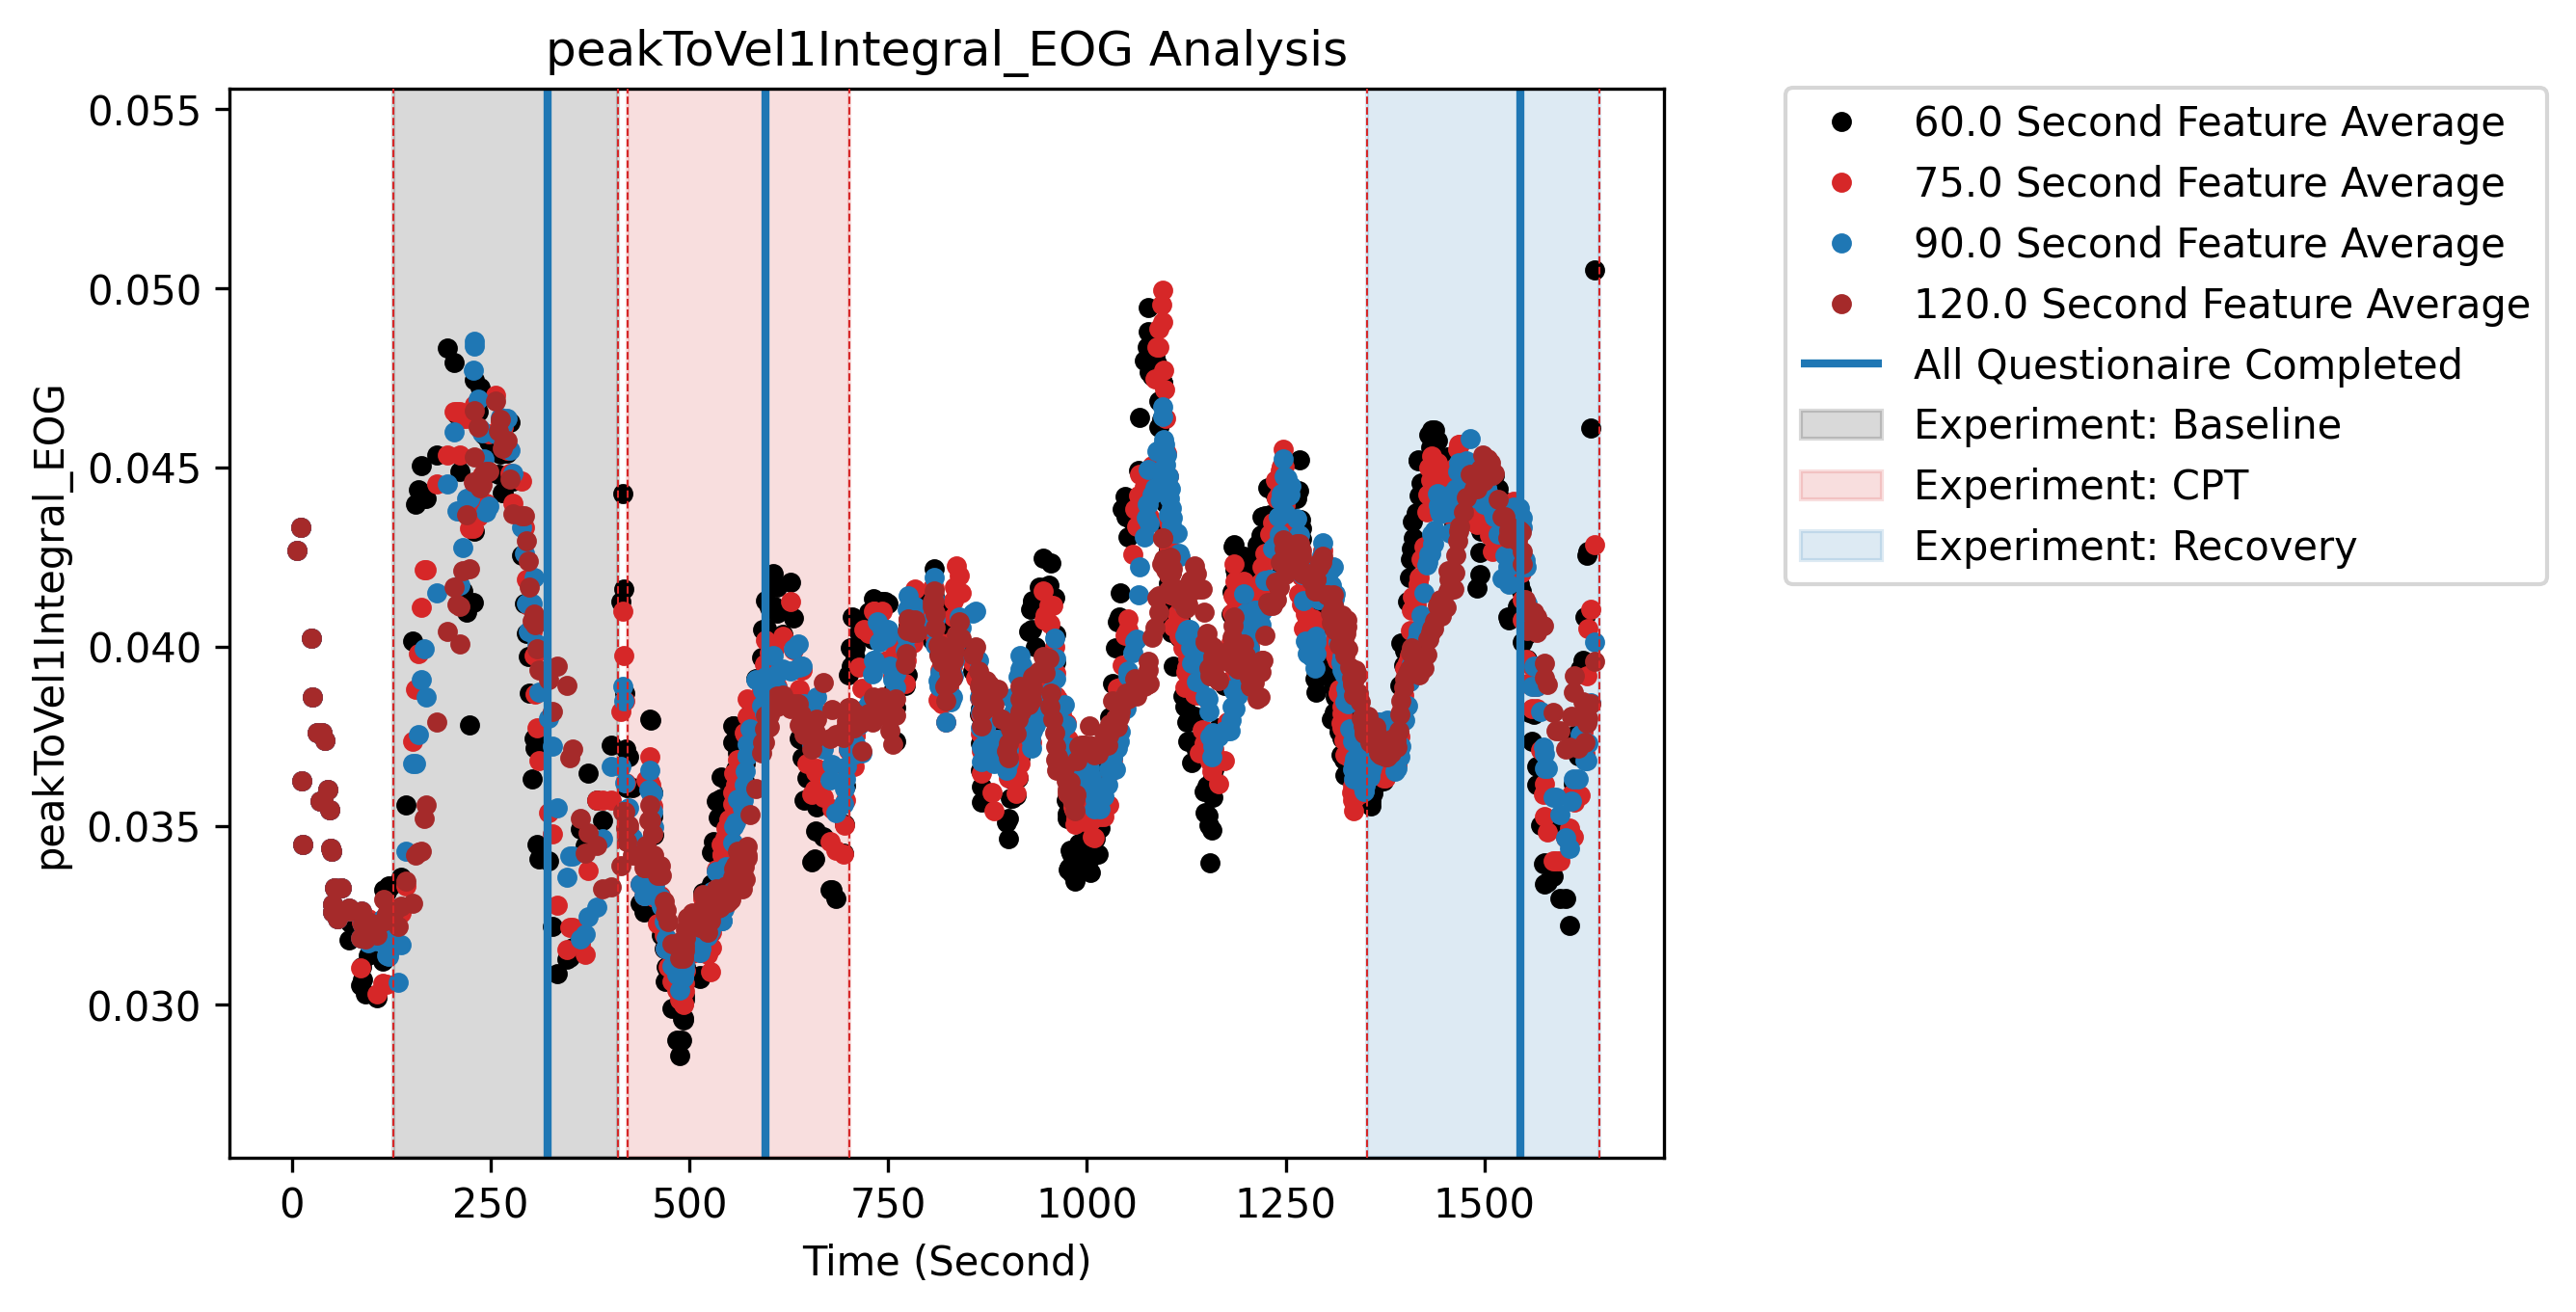 peakToVel1Integral_EOG Analysis
peakToVel1Integral_EOG
0.055
0.050
0.045
0.040
0.035
0.030
0 250 500 750 1000 1250 1500
Time (Second)
60.0 Second Feature Average
75.0 Second Feature Average
90.0 Second Feature Average
120.0 Second Feature Average
All Questionaire Completed
Experiment: Baseline
Experiment: CPT
Experiment: Recovery